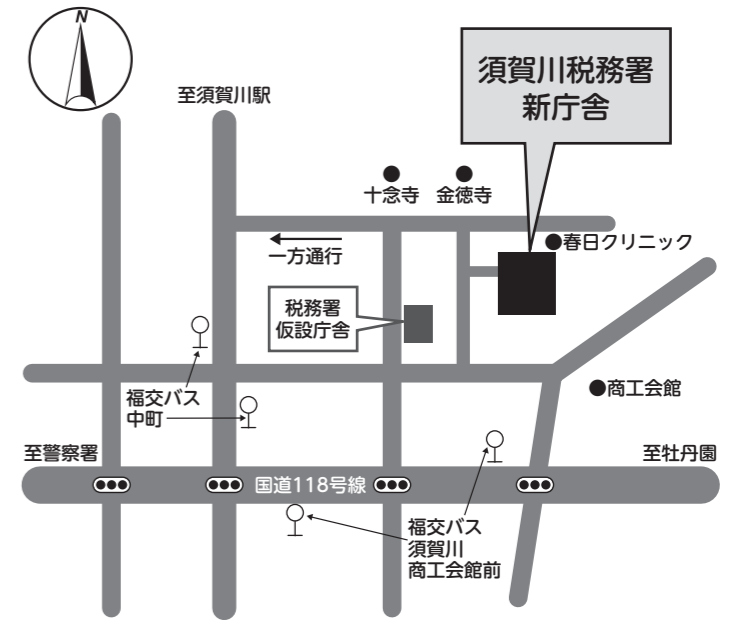 N
至須賀川駅
須賀川税務署
新庁舎
十念寺
金徳寺
春日クリニック
一方通行
税務署
仮設庁舎
福交バス
中町
商工会館
至警察署
至牡丹園
国道118号線
福交バス
須賀川
商工会館前